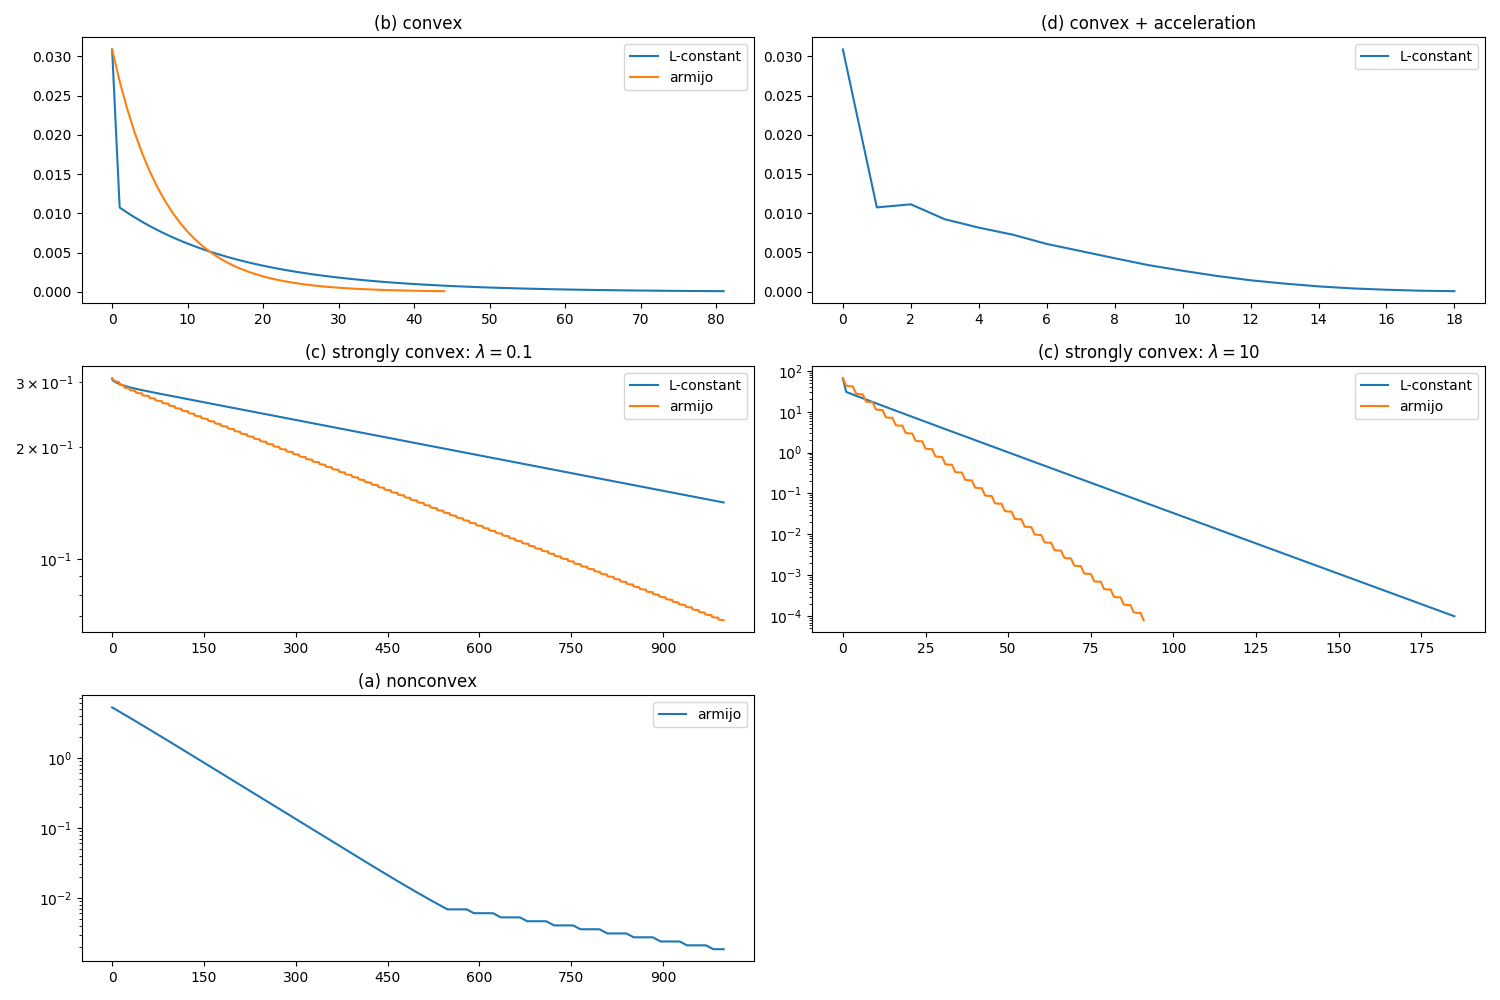 (b) convex
L-constant
armijo
0.030
0.025
0.020
0.015
0.010
0.005
0.000
0 10 20 30 40 50 60 70 80
(d) convex + acceleration
L-constant
0.030
0.025
0.020
0.015
0.010
0.005
0.000
0 2 4 6 8 10 12 14 16 18
(c) strongly convex: λ = 0.1
L-constant
armijo
3 × 10⁻¹
2 × 10⁻¹
10⁻¹
0 150 300 450 600 750 900
(c) strongly convex: λ = 10
L-constant
armijo
10²
10¹
10⁰
10⁻¹
10⁻²
10⁻³
10⁻⁴
0 25 50 75 100 125 150 175
(a) nonconvex
armijo
10⁰
10⁻¹
10⁻²
0 150 300 450 600 750 900